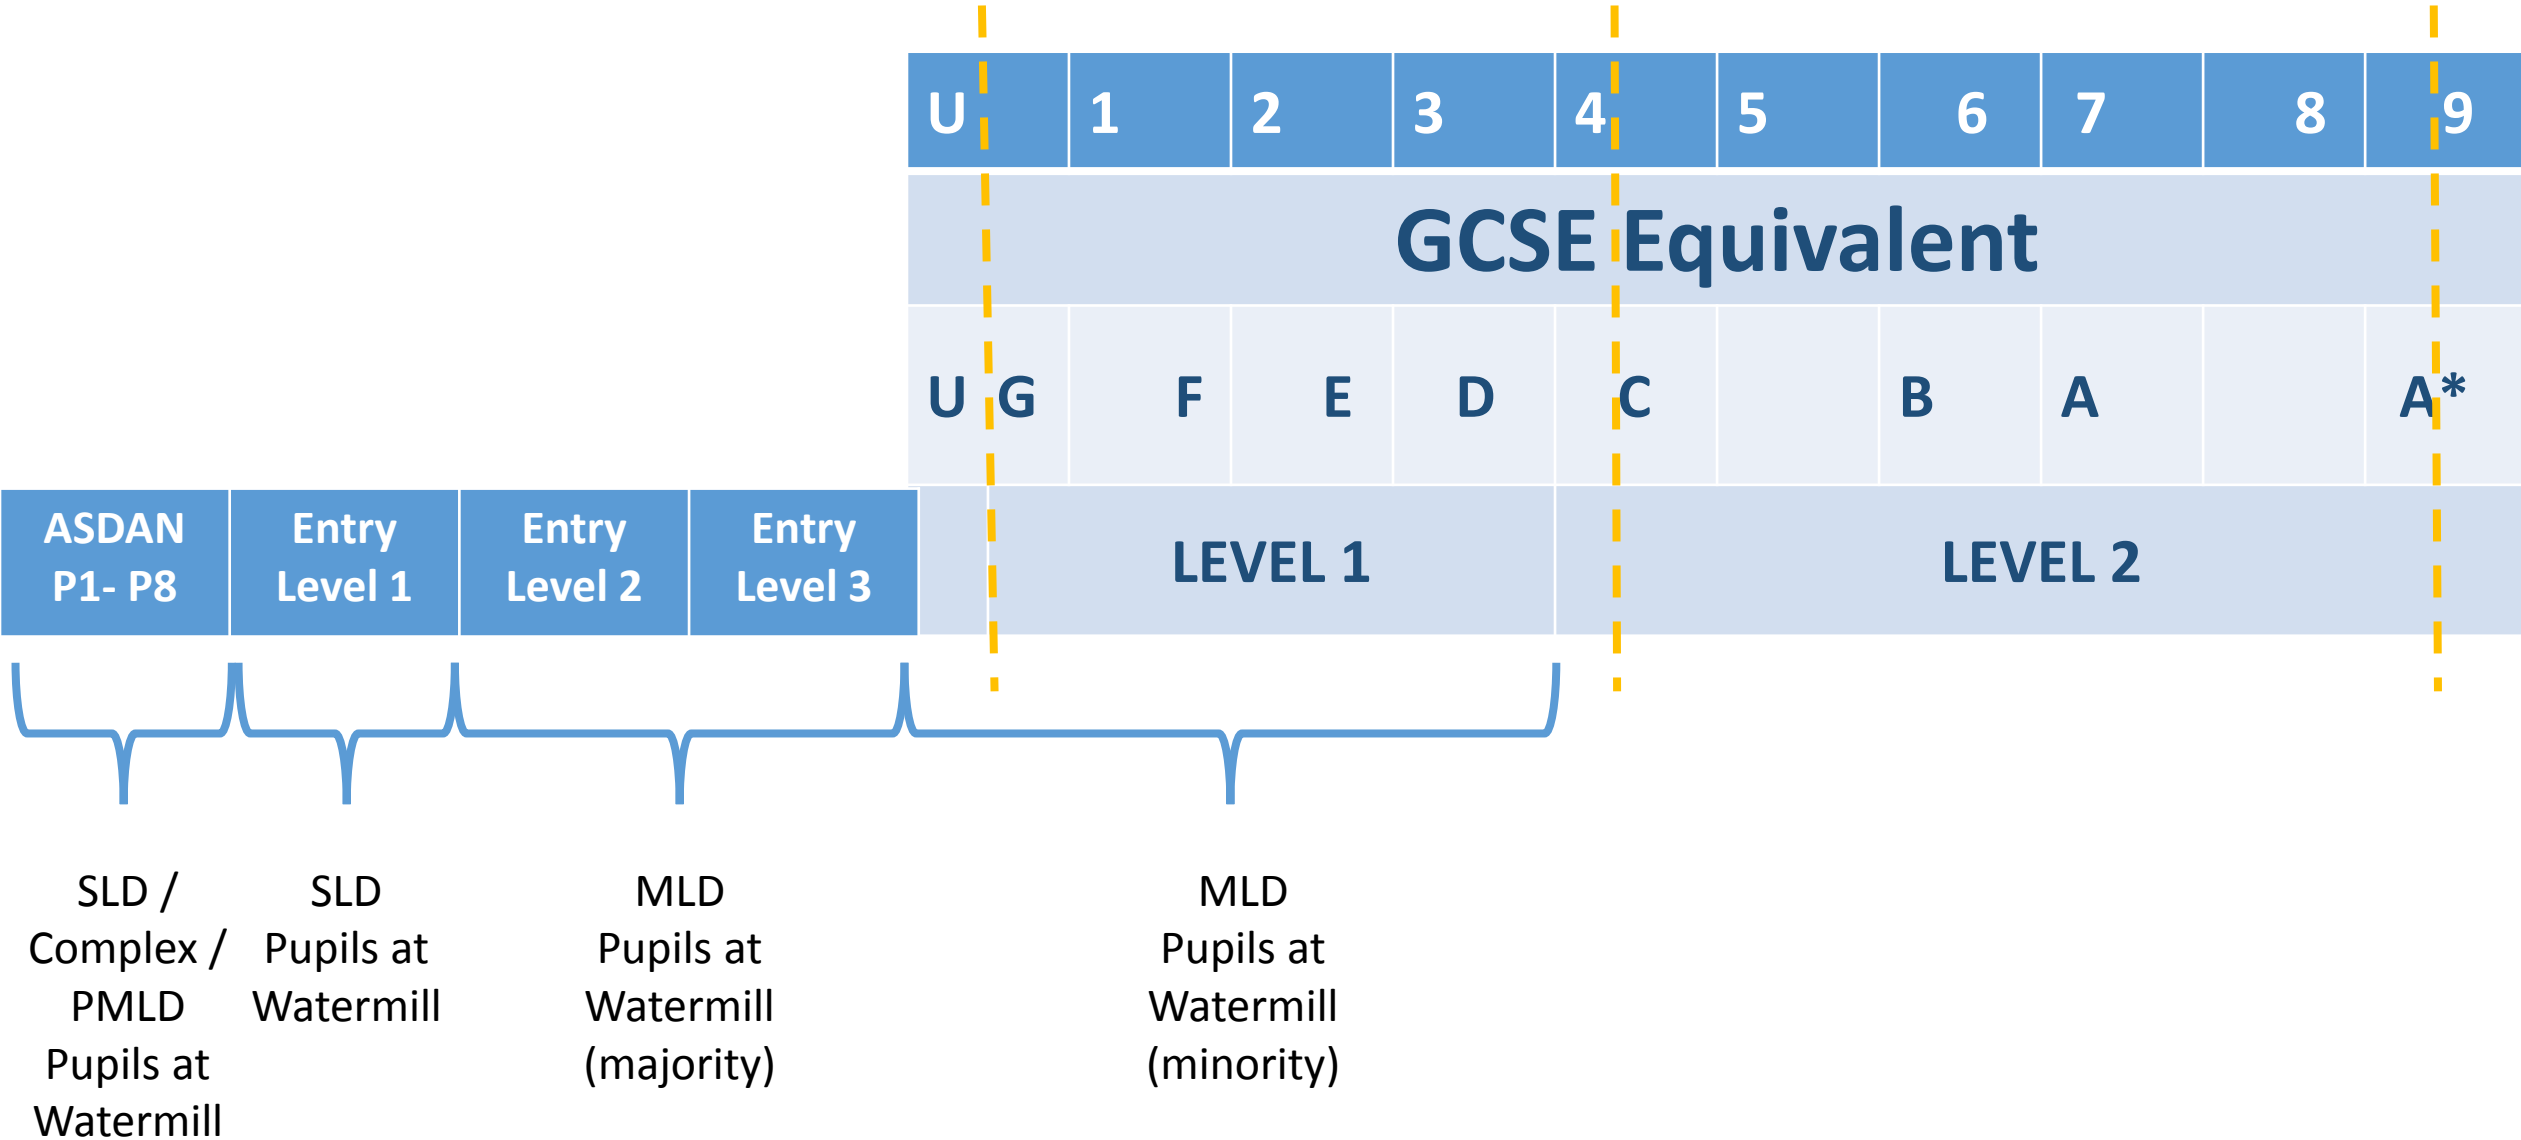 U 1 2 3 4 5 6 7 8 9
GCSE Equivalent
U G F E D C B A A*
ASDAN
P1- P8
Entry
Level 1
Entry
Level 2
Entry
Level 3
LEVEL 1
LEVEL 2
SLD /
Complex /
PMLD
Pupils at
Watermill
SLD
Pupils at
Watermill
MLD
Pupils at
Watermill
(majority)
MLD
Pupils at
Watermill
(minority)